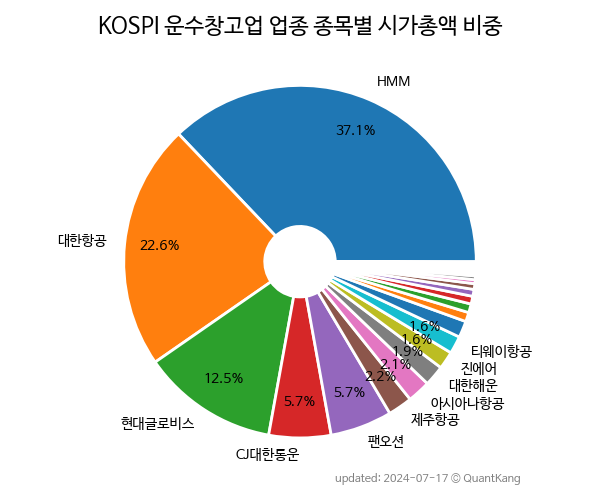 KOSPI 운수창고업 업종 종목별 시가총액 비중
HMM
37.1%
대한항공
22.6%
현대글로비스
12.5%
CJ대한통운
5.7%
팬오션
5.7%
제주항공
2.2%
아시아나항공
2.1%
대한해운
1.9%
진에어
1.6%
티웨이항공
1.6%
updated: 2024-07-17 © QuantKang